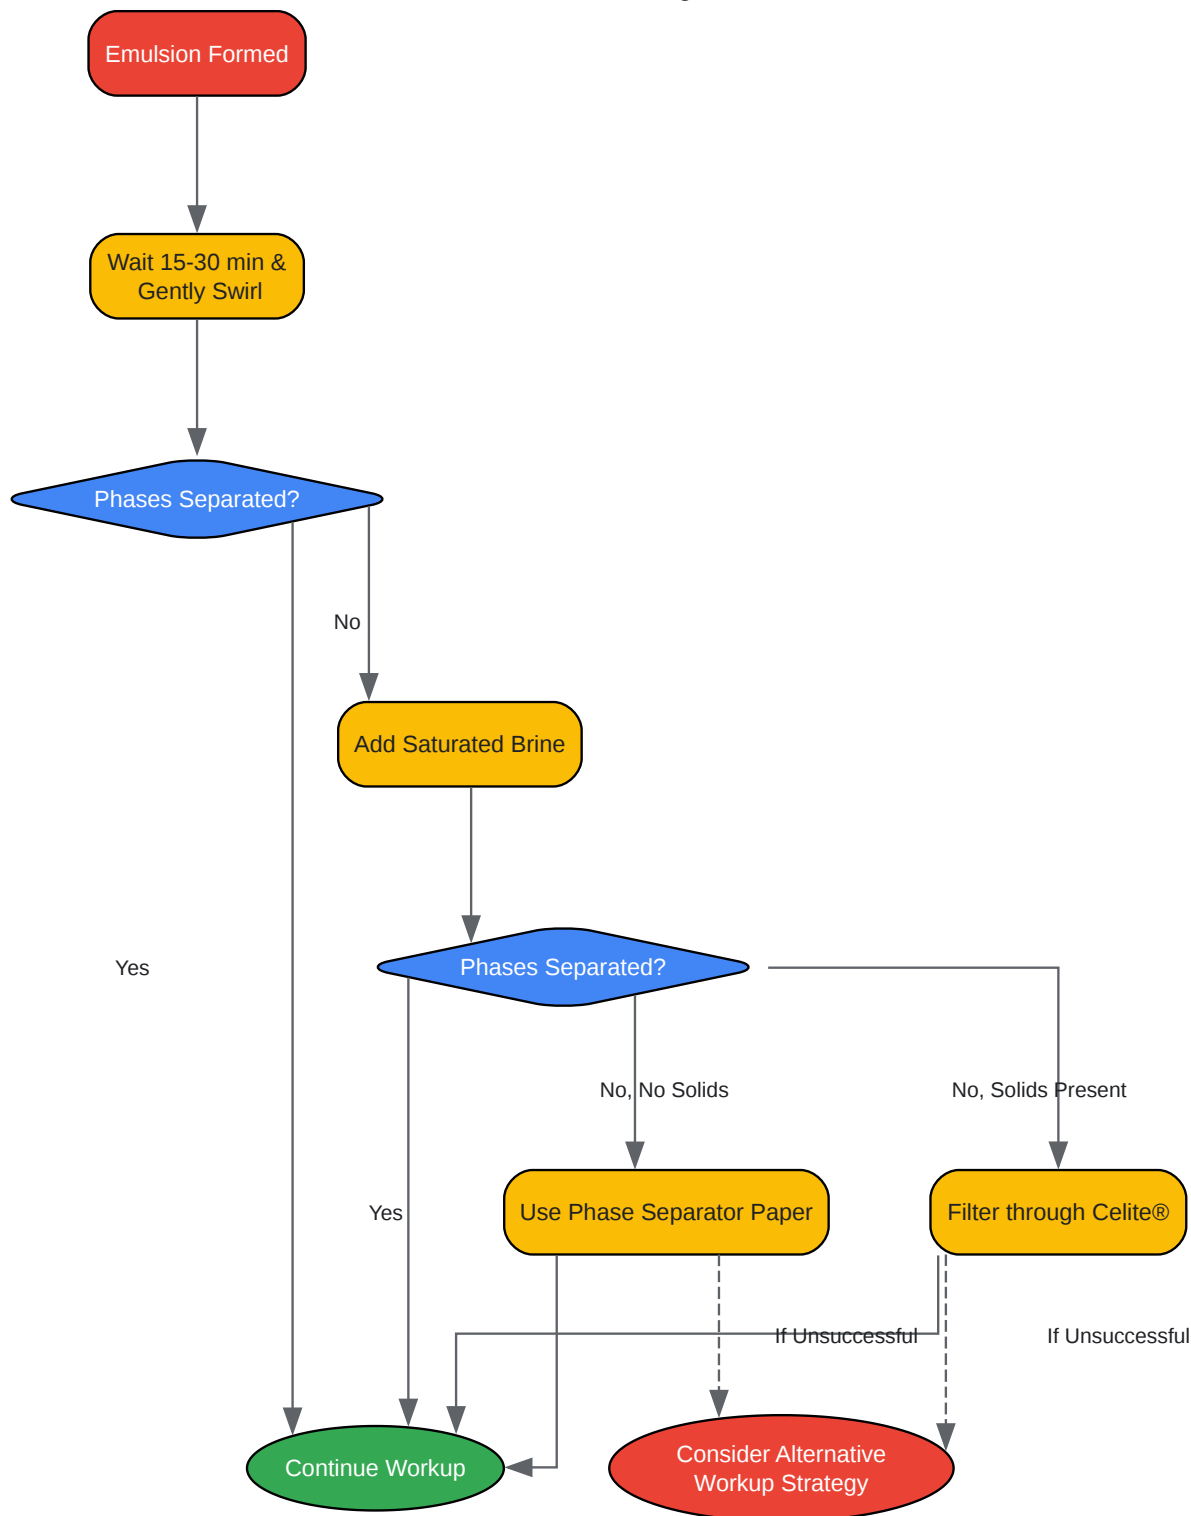 Emulsion Formed
Wait 15-30 min &
Gently Swirl
Phases Separated?
No
Add Saturated Brine
Yes
Phases Separated?
No, No Solids
No, Solids Present
Yes
Use Phase Separator Paper
Filter through Celite®
If Unsuccessful
If Unsuccessful
Continue Workup
Consider Alternative
Workup Strategy